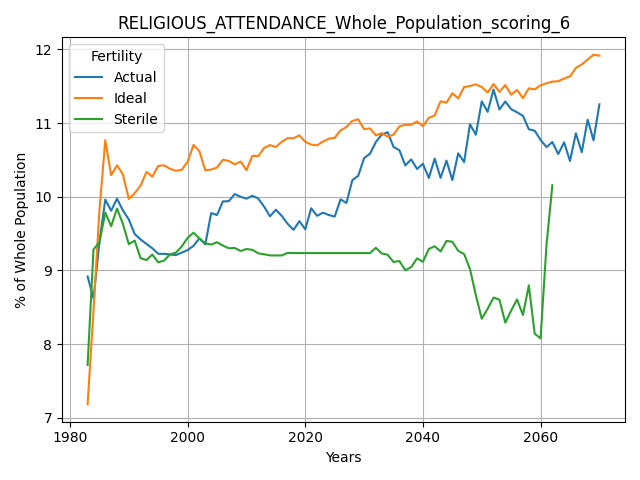 RELIGIOUS_ATTENDANCE_Whole_Population_scoring_6
Fertility
Actual
Ideal
Sterile
% of Whole Population
12
11
10
9
8
7
1980 2000 2020 2040 2060
Years